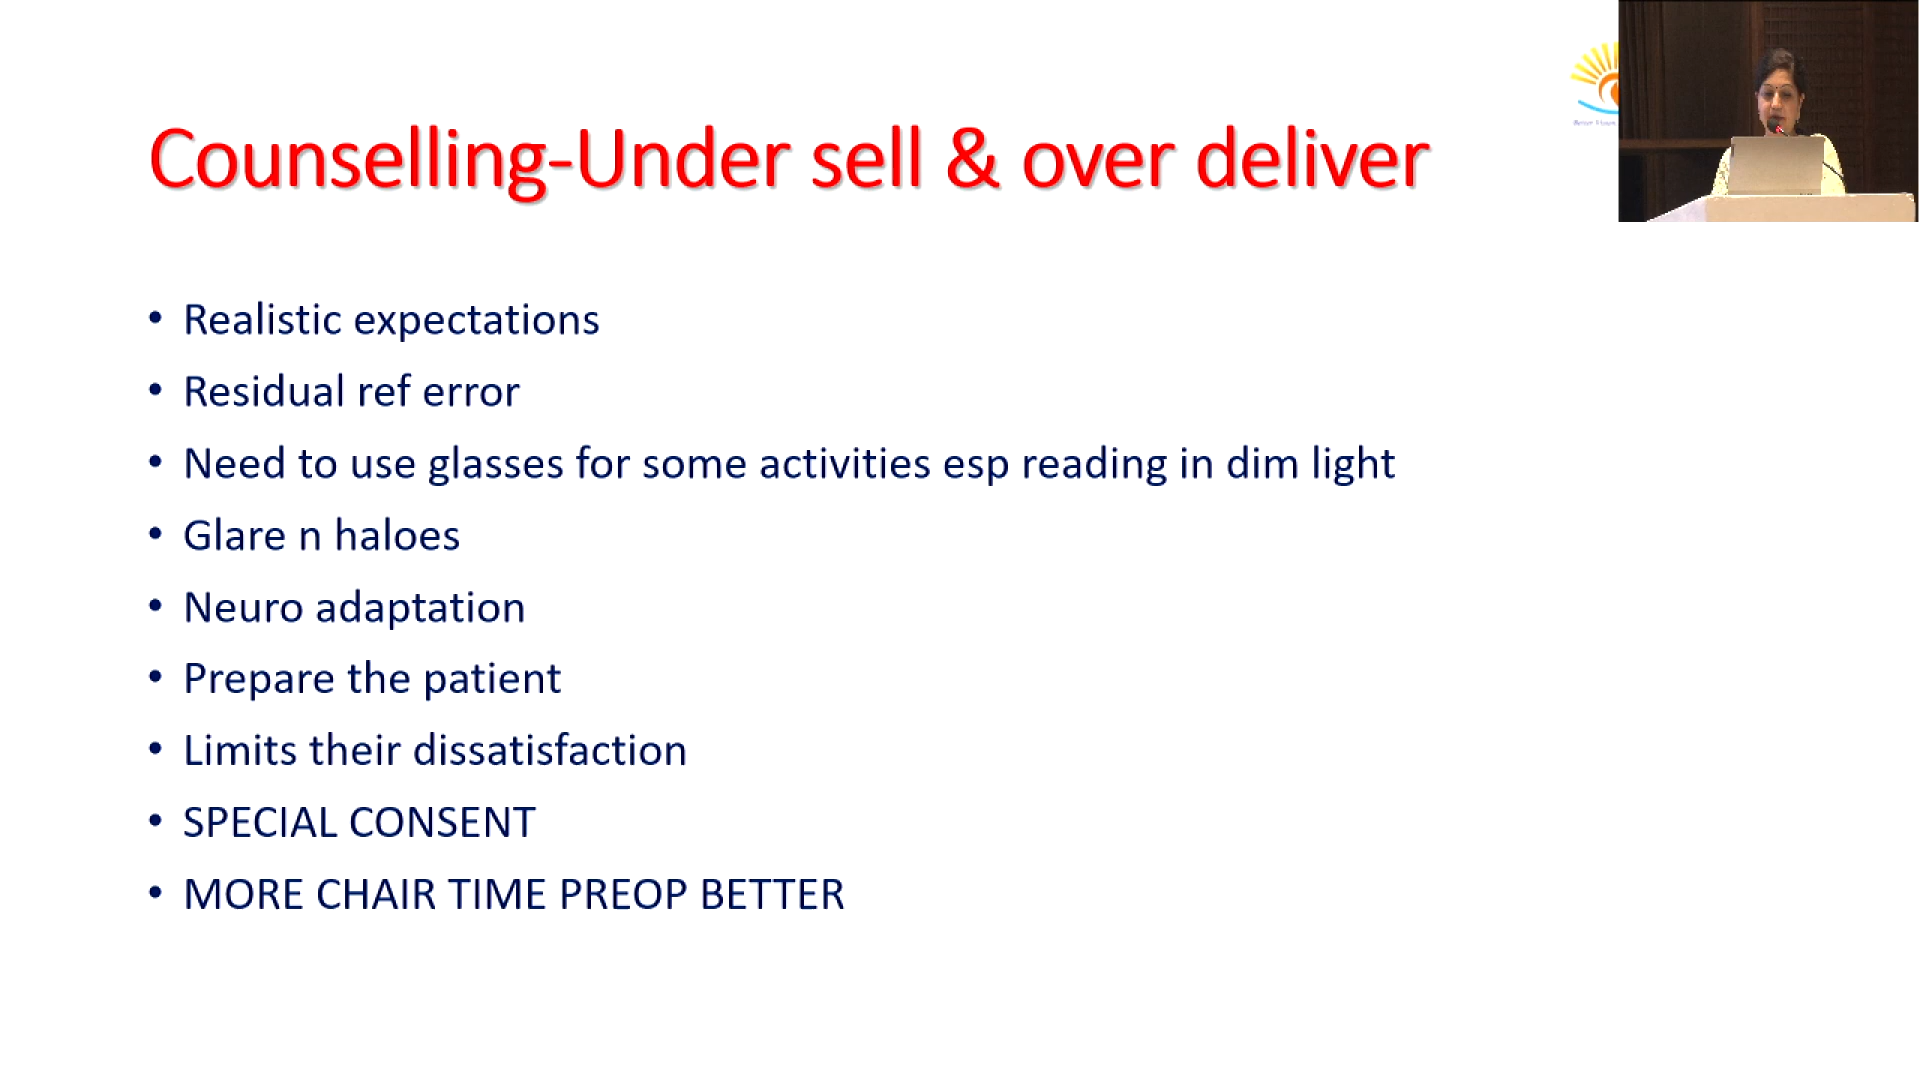 Counselling-Under sell & over deliver
• Realistic expectations
• Residual ref error
• Need to use glasses for some activities esp reading in dim light
• Glare n haloes
• Neuro adaptation
• Prepare the patient
• Limits their dissatisfaction
• SPECIAL CONSENT
• MORE CHAIR TIME PREOP BETTER